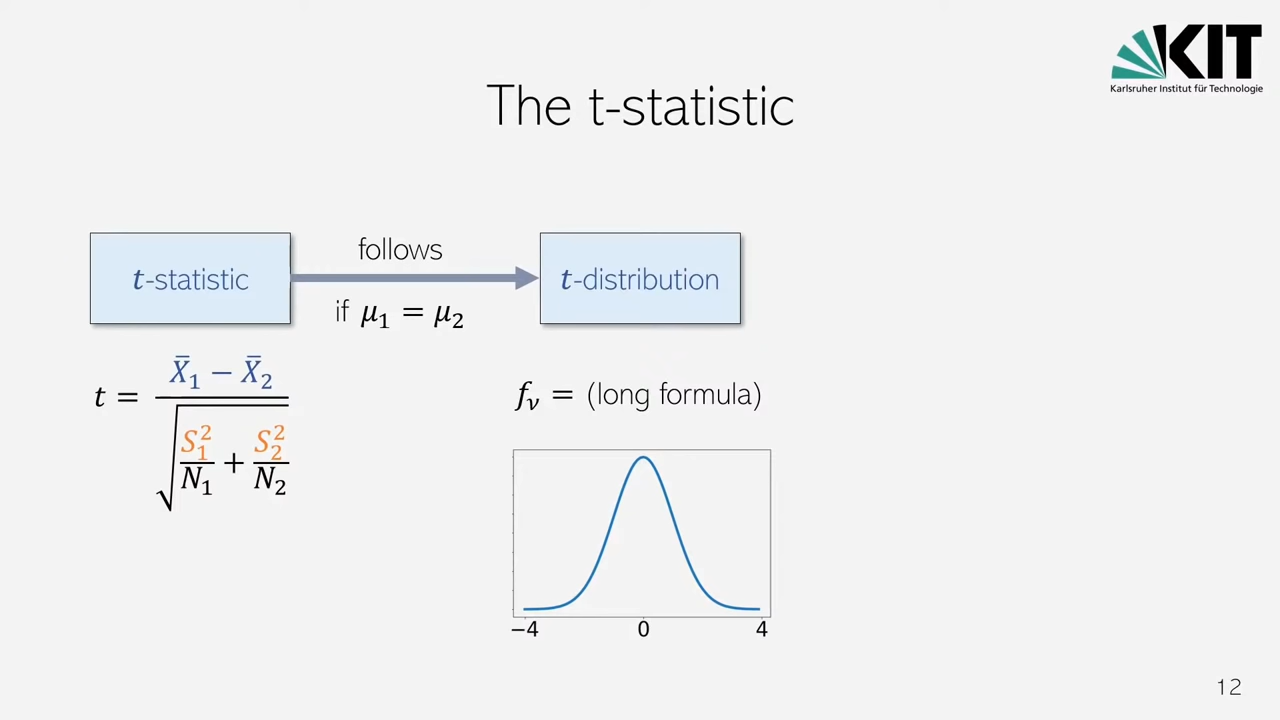 KIT
Karlsruher Institut für Technologie
The t-statistic
t-statistic
follows
if μ₁ = μ₂
t-distribution
t = (X̄₁ − X̄₂) / √(S₁²/N₁ + S₂²/N₂)
fᵥ = (long formula)
−4 0 4
12